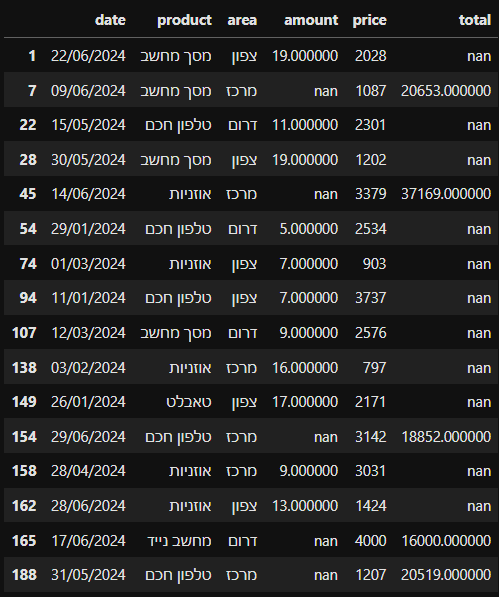 date product area amount price total
1 22/06/2024 מסך מחשב צפון 19.000000 2028 nan
7 09/06/2024 מסך מחשב מרכז nan 1087 20653.000000
22 15/05/2024 טלפון חכם דרום 11.000000 2301 nan
28 30/05/2024 מסך מחשב צפון 19.000000 1202 nan
45 14/06/2024 אוזניות מרכז nan 3379 37169.000000
54 29/01/2024 טלפון חכם דרום 5.000000 2534 nan
74 01/03/2024 אוזניות צפון 7.000000 903 nan
94 11/01/2024 טלפון חכם צפון 7.000000 3737 nan
107 12/03/2024 מסך מחשב דרום 9.000000 2576 nan
138 03/02/2024 אוזניות מרכז 16.000000 797 nan
149 26/01/2024 טאבלט צפון 17.000000 2171 nan
154 29/06/2024 טלפון חכם מרכז nan 3142 18852.000000
158 28/04/2024 אוזניות מרכז 9.000000 3031 nan
162 28/06/2024 אוזניות צפון 13.000000 1424 nan
165 17/06/2024 מחשב נייד דרום nan 4000 16000.000000
188 31/05/2024 טלפון חכם מרכז nan 1207 20519.000000